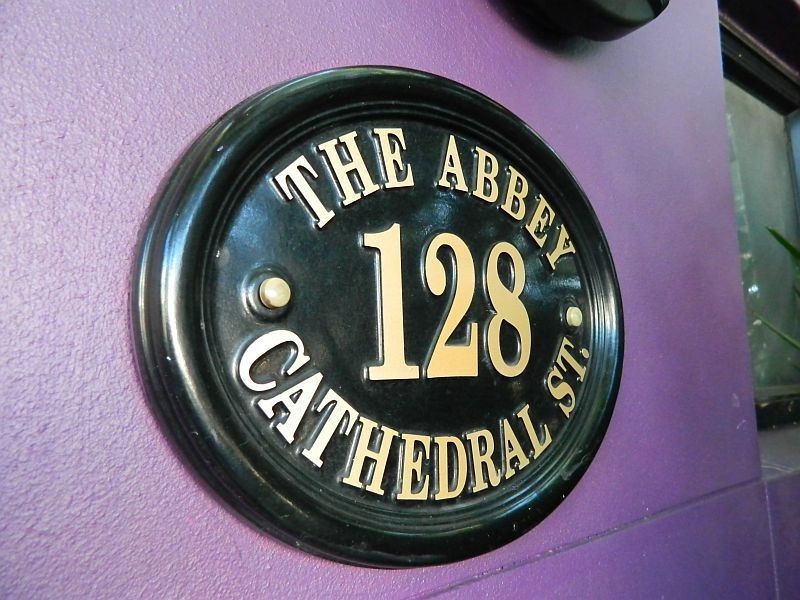 THE ABBEY
128
CATHEDRAL ST.